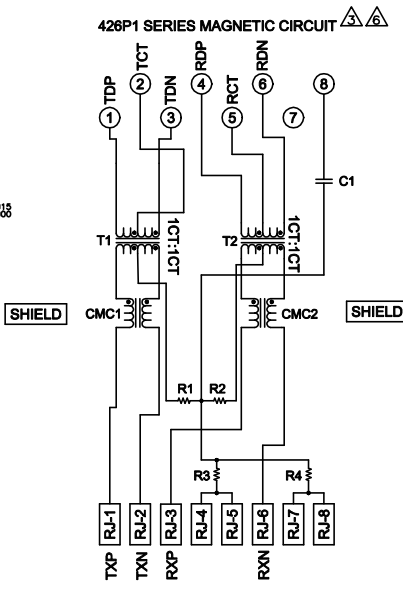 426P1 SERIES MAGNETIC CIRCUIT 3 6
TDP
TCT
TDN
RDP
RCT
RDN
1
2
3
4
5
6
7
8
C1
15
00
T1
1CT:1CT
T2
1CT:1CT
SHIELD
CMC1
CMC2
SHIELD
R1
R2
R3
R4
RJ-1
RJ-2
RJ-3
RJ-4
RJ-5
RJ-6
RJ-7
RJ-8
TXP
TXN
RXP
RXN